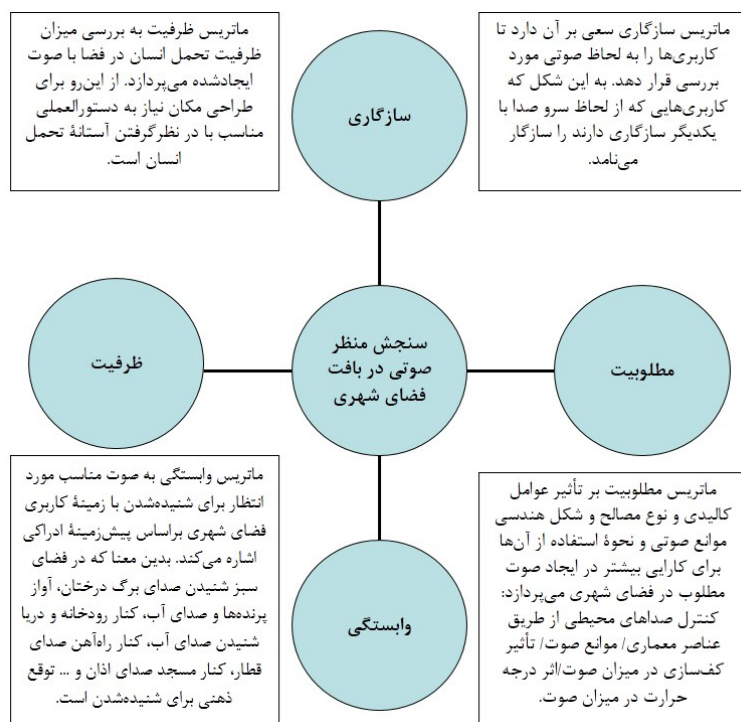 ماتریس سازگاری سعی بر آن دارد تا
کاربری‌ها را به لحاظ صوتی مورد
بررسی قرار دهد. به این شکل که
کاربری‌هایی که از لحاظ سرو صدا با
یکدیگر سازگاری دارند را سازگار
می‌نامد.
سازگاری
ماتریس ظرفیت به بررسی میزان
ظرفیت تحمل انسان در فضا با صوت
ایجادشده می‌پردازد. از این‌رو برای
طراحی مکان نیاز به دستورالعملی
مناسب با در نظرگرفتن آستانۀ تحمل
انسان است.
مطلوبیت
سنجش منظر
صوتی در بافت
فضای شهری
ظرفیت
ماتریس مطلوبیت بر تأثیر عوامل
کالیدی و نوع مصالح و شکل هندسی
موانع صوتی و نحوۀ استفاده از آن‌ها
برای کارایی بیشتر در ایجاد صوت
مطلوب در فضای شهری می‌پردازد:
کنترل صداهای محیطی از طریق
عناصر معماری/ موانع صوت/ تأثیر
کف‌سازی در میزان صوت/اثر درجه
حرارت در میزان صوت.
وابستگی
ماتریس وابستگی به صوت مناسب مورد
انتظار برای شنیده‌شدن با زمینۀ کاربری
فضای شهری براساس پیش‌زمینۀ ادراکی
اشاره می‌کند. بدین معنا که در فضای
سبز شنیدن صدای برگ درختان، آواز
پرنده‌ها و صدای آب، کنار رودخانه و دریا
شنیدن صدای آب، کنار راه‌آهن صدای
قطار، کنار مسجد صدای اذان و ... توقع
ذهنی برای شنیده‌شدن است.